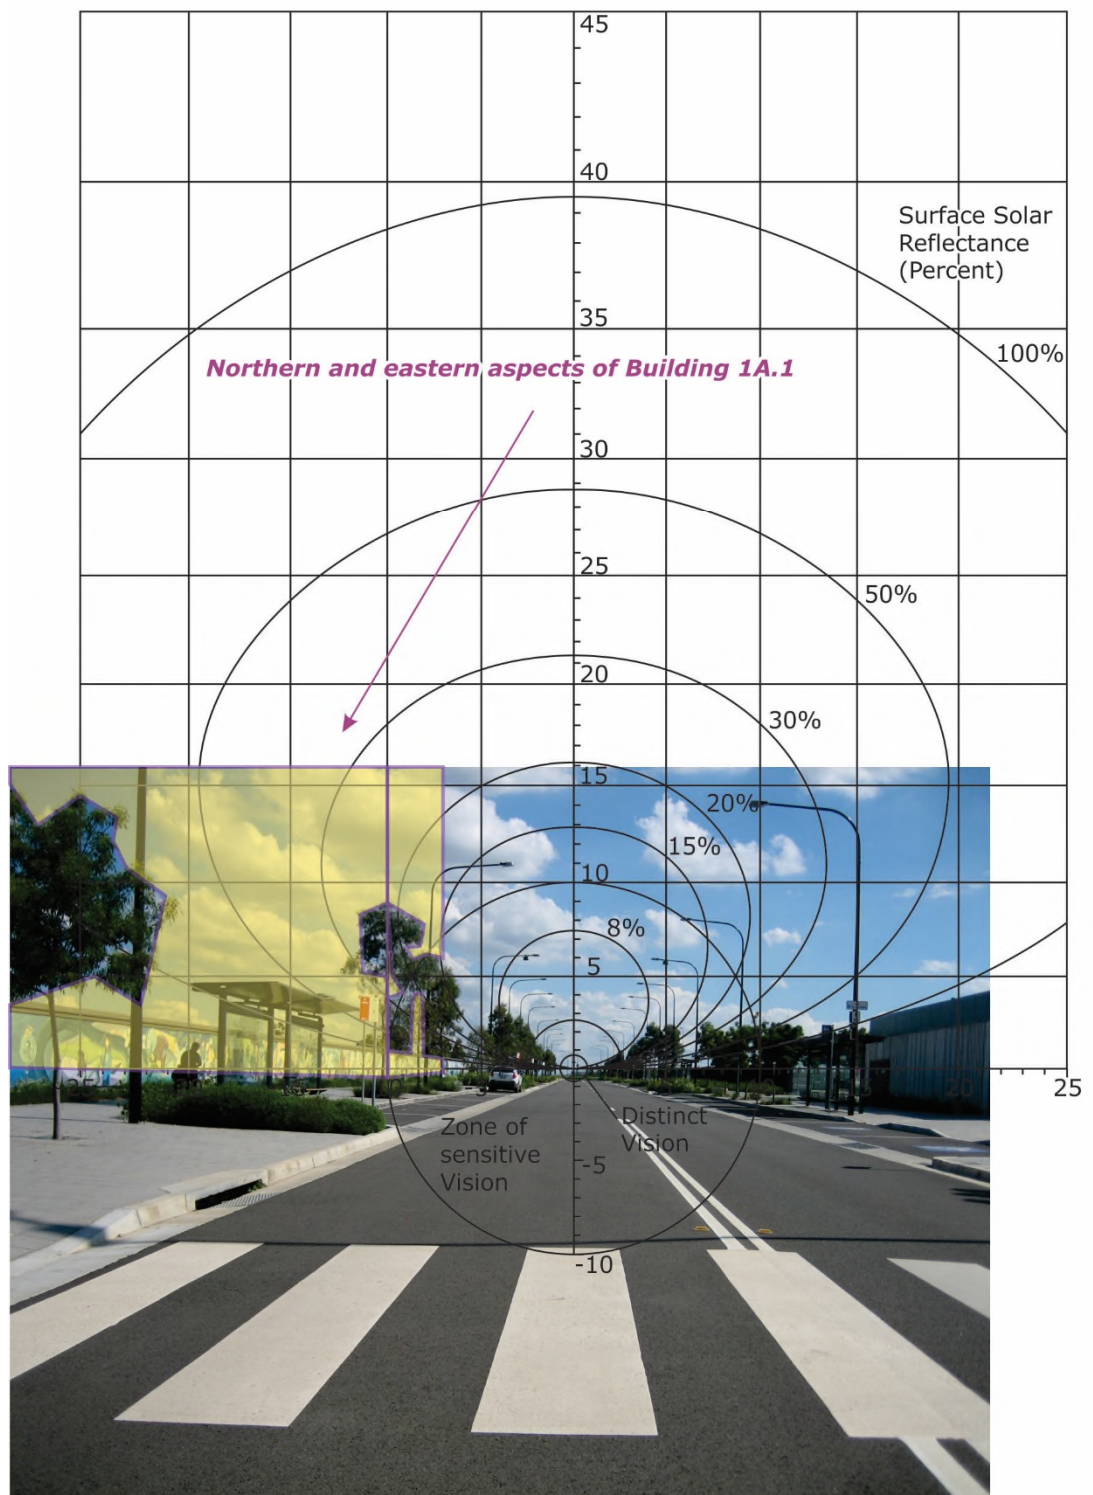 45
40
Surface Solar
Reflectance
(Percent)
35
100%
Northern and eastern aspects of Building 1A.1
30
25
50%
20
30%
15
20%
15%
10
8%
5
25
Zone of
sensitive
Vision
Distinct
Vision
-5
-10